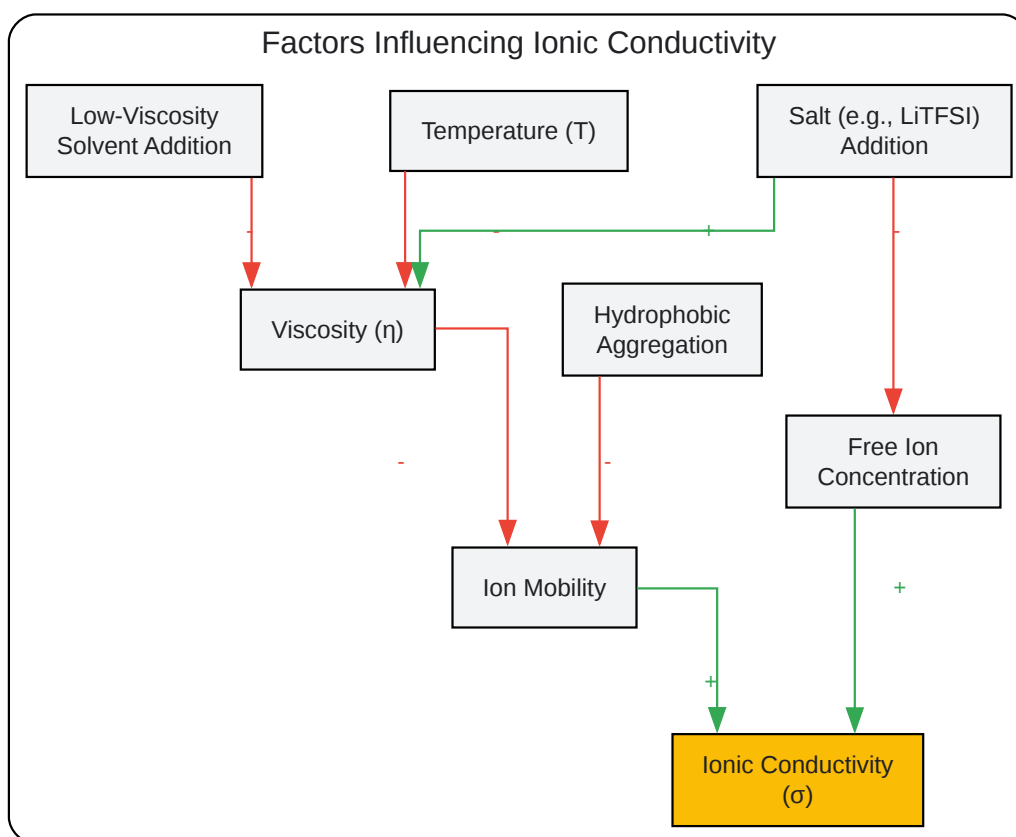 Factors Influencing Ionic Conductivity
Low-Viscosity
Solvent Addition
Temperature (T)
Salt (e.g., LiTFSI)
Addition
-
-
+
-
Viscosity (η)
Hydrophobic
Aggregation
Free Ion
Concentration
-
-
Ion Mobility
+
+
Ionic Conductivity
(σ)